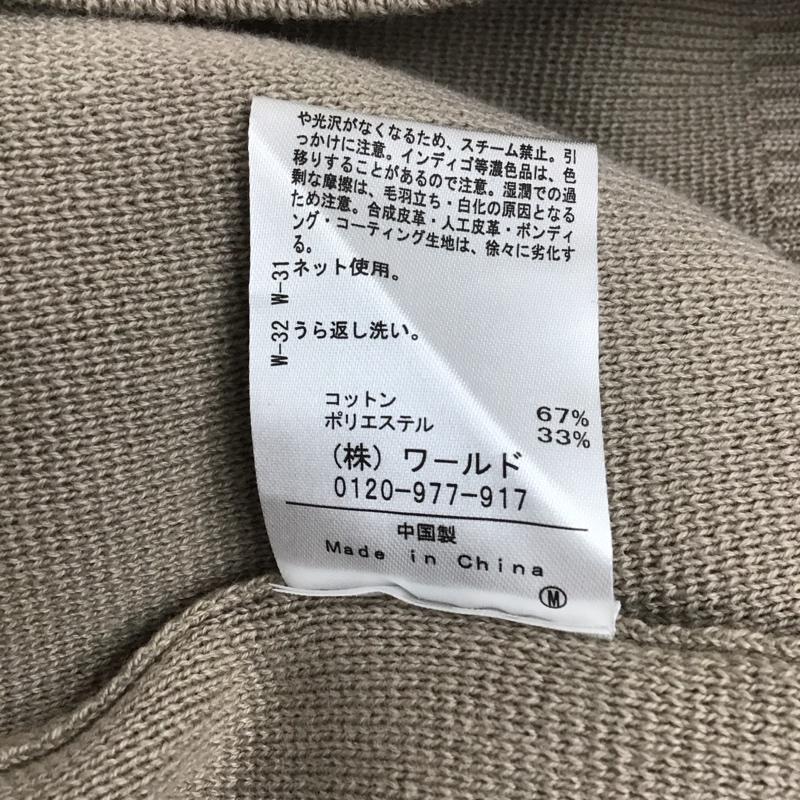 や光沢がなくなるため、スチーム禁止。引
っかけに注意。インディゴ等濃色品は、色
移りすることがあるので注意。湿潤での過
剰な摩擦は、毛羽立ち・白化の原因となる
ため注意。合成皮革・人工皮革・ボンディ
ング・コーティング生地は、徐々に劣化す
る。
W-31 ネット使用。
W-32 うら返し洗い。
コットン 67%
ポリエステル 33%
（株）ワールド
0120-977-917
中国製
Made in China
Ⓜ